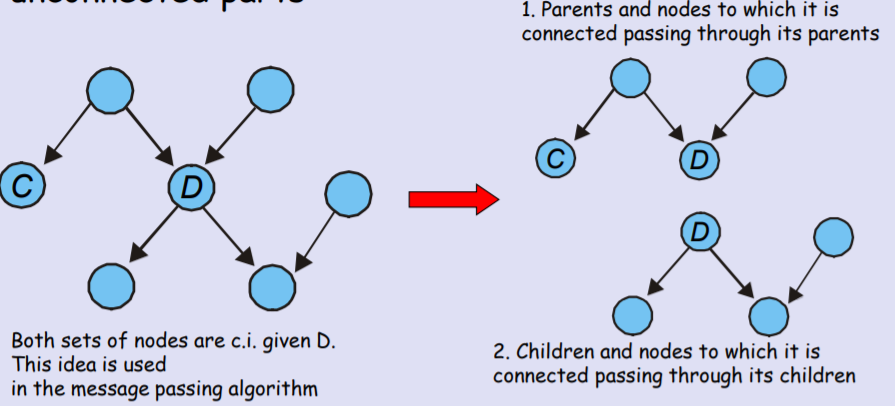 unconnected parts
1. Parents and nodes to which it is
connected passing through its parents
C
D
C
D
D
Both sets of nodes are c.i. given D.
This idea is used
in the message passing algorithm
2. Children and nodes to which it is
connected passing through its children